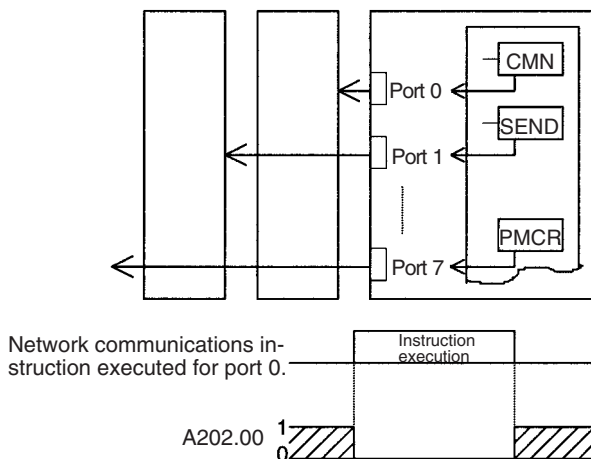 CMN
Port 0
SEND
Port 1
PMCR
Port 7
Network communications in-
struction executed for port 0.
Instruction
execution
A202.00
1
0